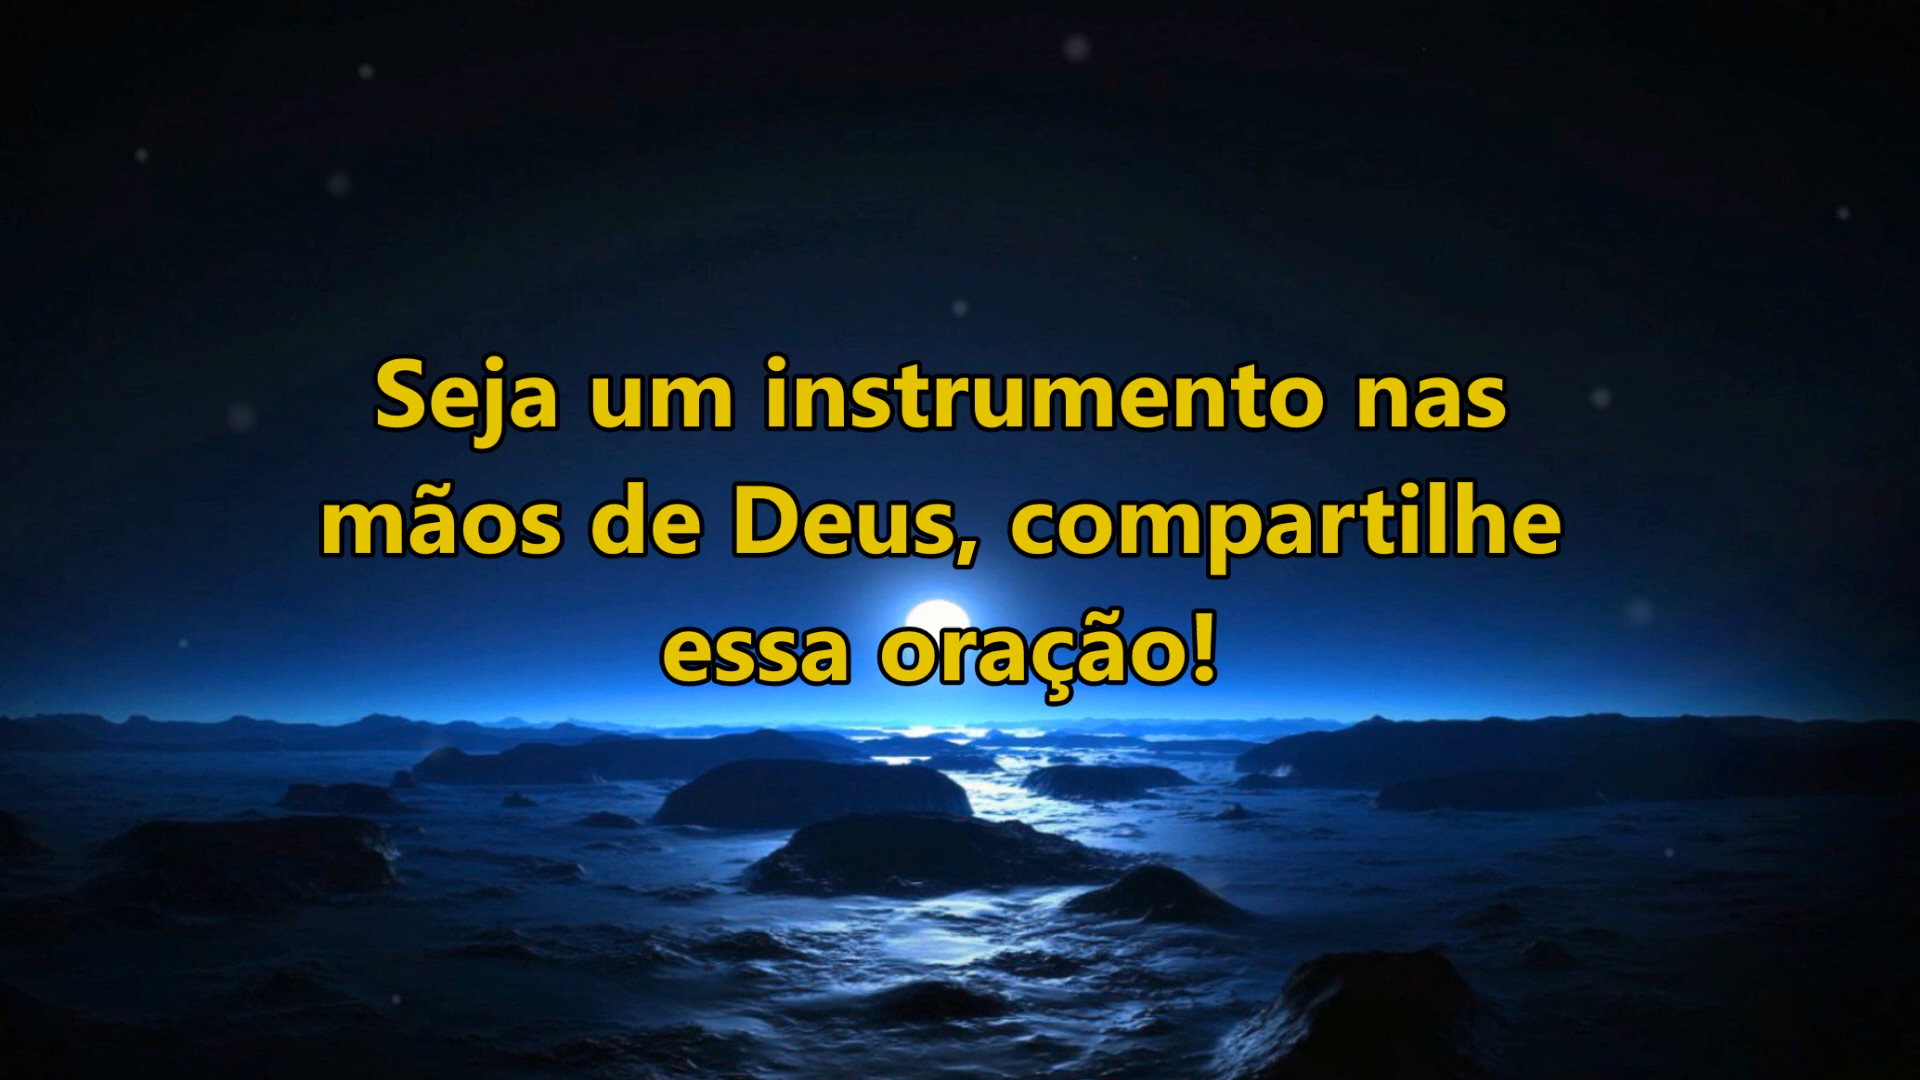 Seja um instrumento nas
mãos de Deus, compartilhe
essa oração!